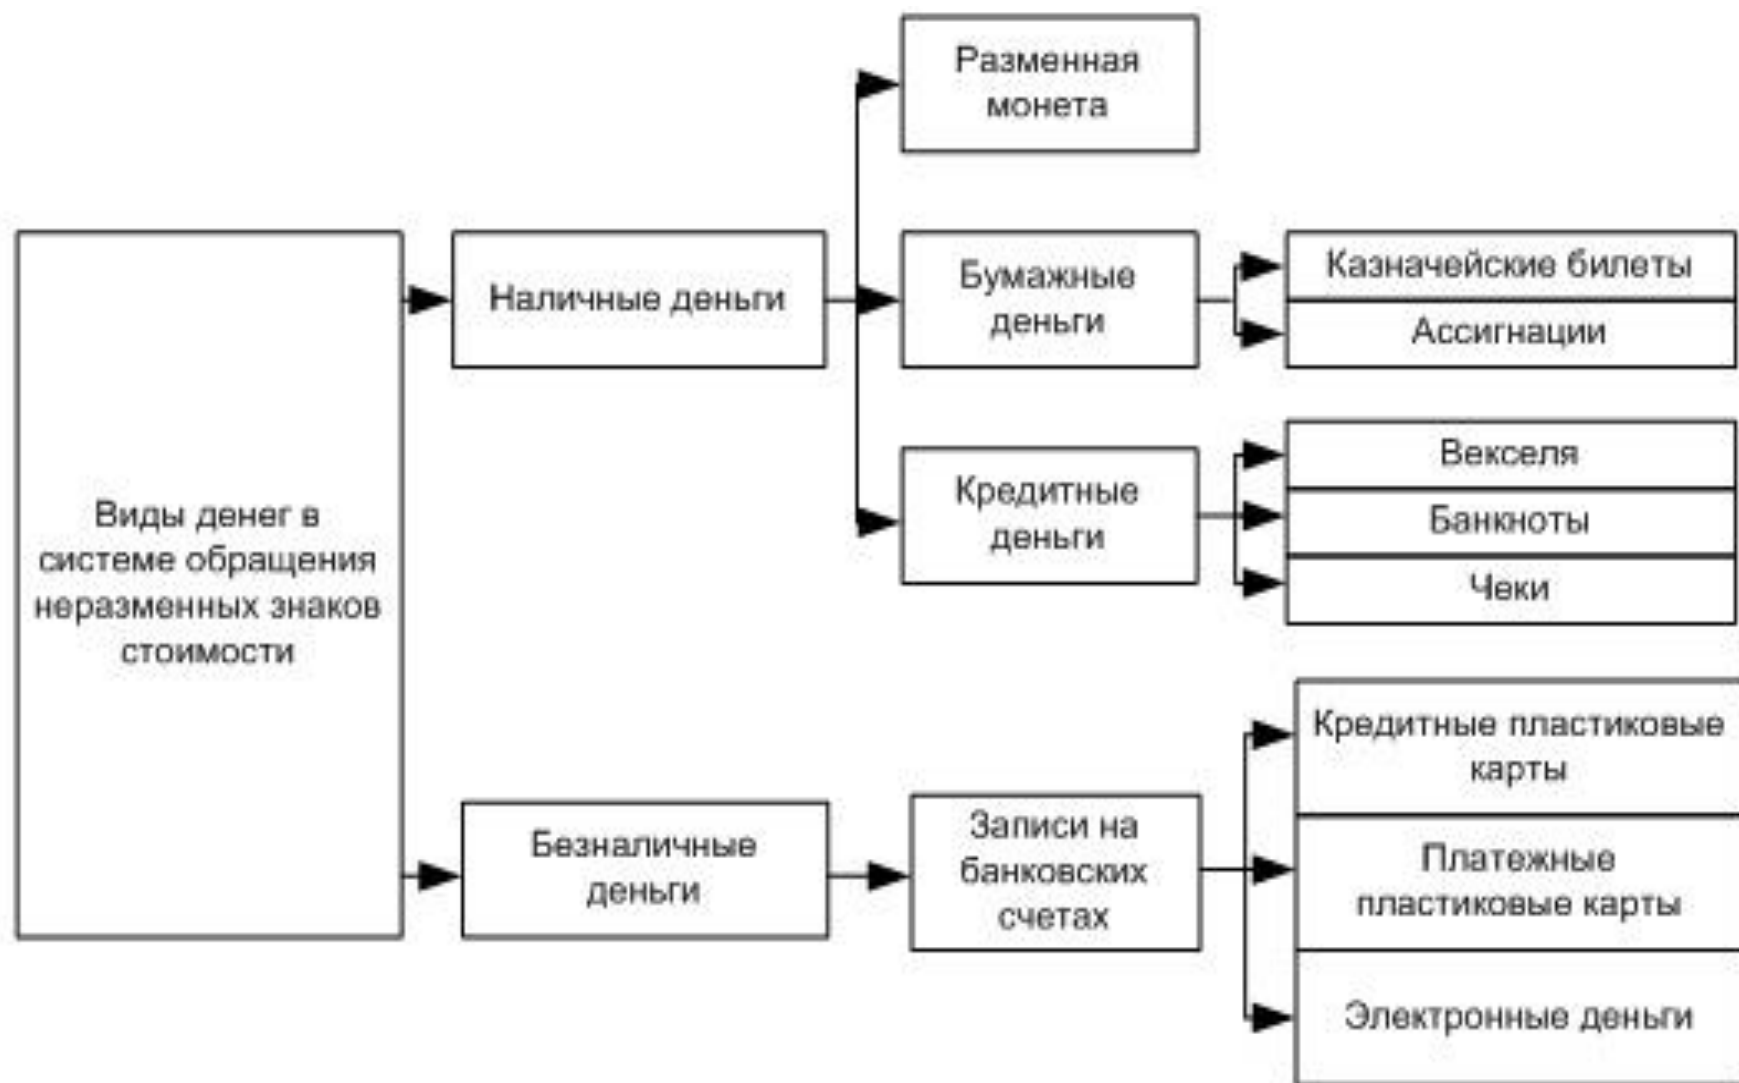 Разменная
монета
Виды денег в
системе обращения
неразменных знаков
стоимости
Наличные деньги
Бумажные
деньги
Казначейские билеты
Ассигнации
Кредитные
деньги
Векселя
Банкноты
Чеки
Безналичные
деньги
Записи на
банковских
счетах
Кредитные пластиковые
карты
Платежные
пластиковые карты
Электронные деньги